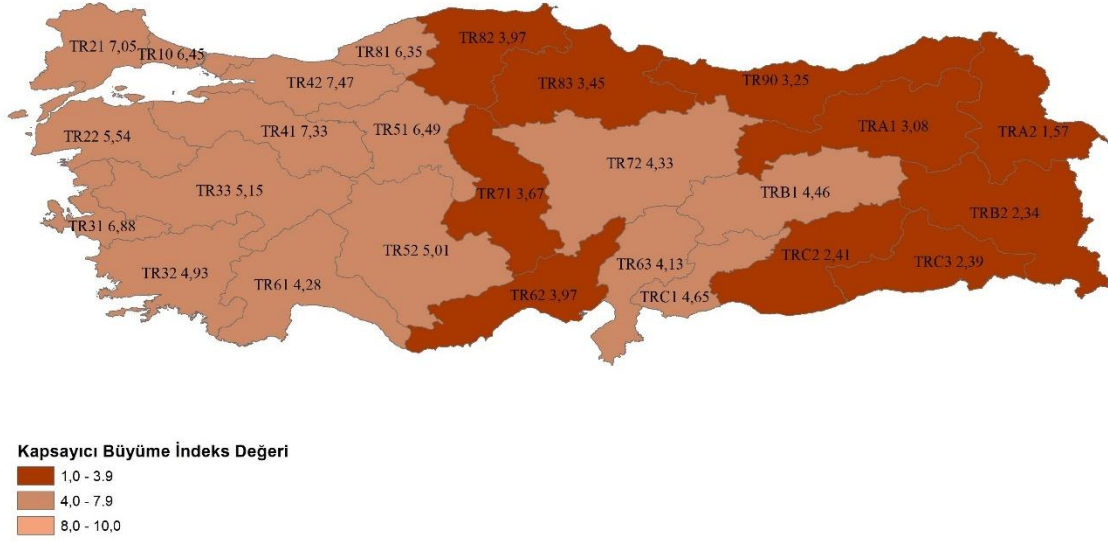 TR21 7,05
TR10 6,45
TR81 6,35
TR82 3,97
TR42 7,47
TR83 3,45
TR90 3,25
TR22 5,54
TR41 7,33
TR51 6,49
TRA1 3,08
TRA2 1,57
TR72 4,33
TR33 5,15
TR71 3,67
TRB1 4,46
TRB2 2,34
TR31 6,88
TR52 5,01
TRC2 2,41
TRC3 2,39
TR32 4,93
TR61 4,28
TR63 4,13
TR62 3,97
TRC1 4,65
Kapsayıcı Büyüme İndeks Değeri
1,0 - 3.9
4,0 - 7.9
8,0 - 10,0